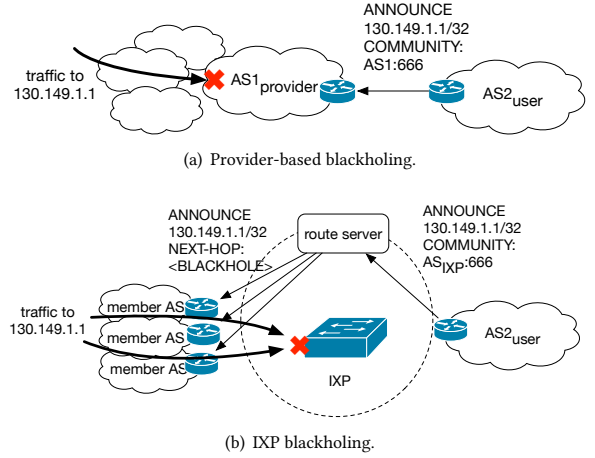 ANNOUNCE
130.149.1.1/32
COMMUNITY:
AS1:666
traffic to
130.149.1.1
AS1provider
AS2user
(a) Provider-based blackholing.
ANNOUNCE
130.149.1.1/32
NEXT-HOP:
<BLACKHOLE>
route server
ANNOUNCE
130.149.1.1/32
COMMUNITY:
ASIXP:666
traffic to
130.149.1.1
member AS
member AS
member AS
AS2user
IXP
(b) IXP blackholing.